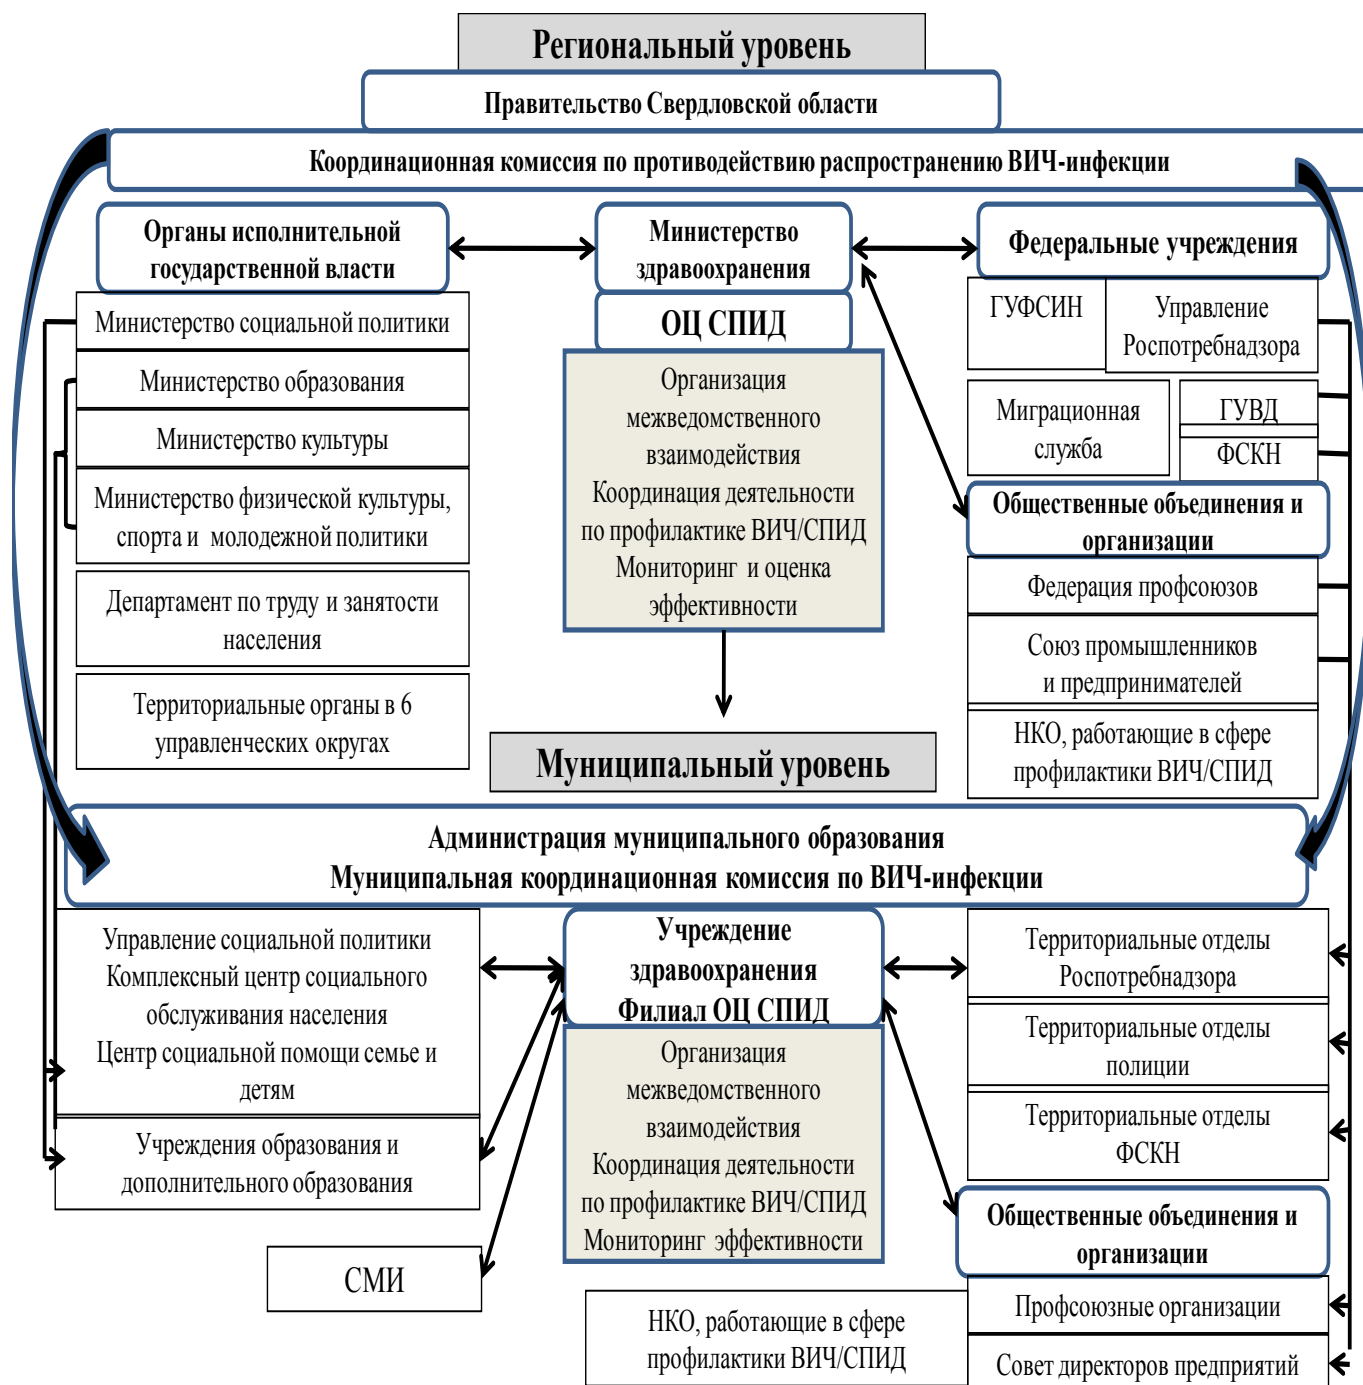 Региональный уровень
Правительство Свердловской области
Координационная комиссия по противодействию распространению ВИЧ-инфекции
Органы исполнительной
государственной власти
Министерство социальной политики
Министерство образования
Министерство культуры
Министерство физической культуры,
спорта и молодежной политики
Департамент по труду и занятости
населения
Территориальные органы в 6
управленческих округах
Министерство
здравоохранения
ОЦ СПИД
Организация
межведомственного
взаимодействия
Координация деятельности
по профилактике ВИЧ/СПИД
Мониторинг и оценка
эффективности
Федеральные учреждения
ГУФСИН
Управление
Роспотребнадзора
Миграционная
служба
ГУВД
ФСКН
Общественные объединения и
организации
Федерация профсоюзов
Союз промышленников
и предпринимателей
НКО, работающие в сфере
профилактики ВИЧ/СПИД
Муниципальный уровень
Администрация муниципального образования
Муниципальная координационная комиссия по ВИЧ-инфекции
Управление социальной политики
Комплексный центр социального
обслуживания населения
Центр социальной помощи семье и
детям
Учреждения образования и
дополнительного образования
СМИ
Учреждение
здравоохранения
Филиал ОЦ СПИД
Организация
межведомственного
взаимодействия
Координация деятельности
по профилактике ВИЧ/СПИД
Мониторинг эффективности
НКО, работающие в сфере
профилактики ВИЧ/СПИД
Территориальные отделы
Роспотребнадзора
Территориальные отделы
полиции
Территориальные отделы
ФСКН
Общественные объединения и
организации
Профсоюзные организации
Совет директоров предприятий